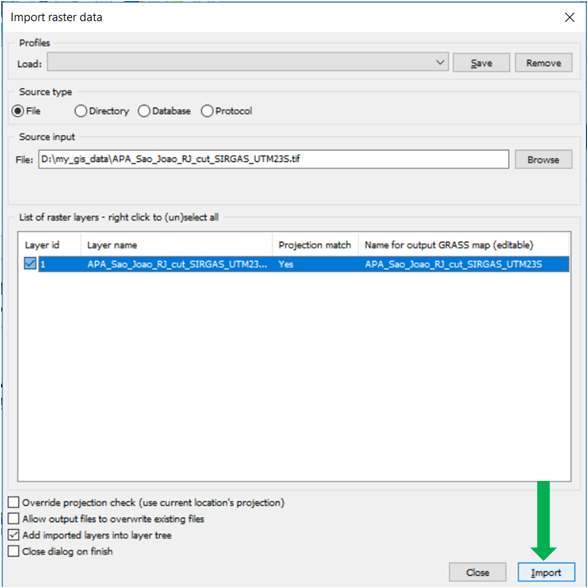 Import raster data
Profiles
Load: Save Remove
Source type
File Directory Database Protocol
Source input
File: D:\my_gis_data\APA_Sao_Joao_RJ_cut_SIRGAS_UTM23S.tif Browse
List of raster layers - right click to (un)select all
Layer id Layer name Projection match Name for output GRASS map (editable)
1 APA_Sao_Joao_RJ_cut_SIRGAS_UTM23... Yes APA_Sao_Joao_RJ_cut_SIRGAS_UTM23S
Override projection check (use current location's projection)
Allow output files to overwrite existing files
Add imported layers into layer tree
Close dialog on finish
Close Import